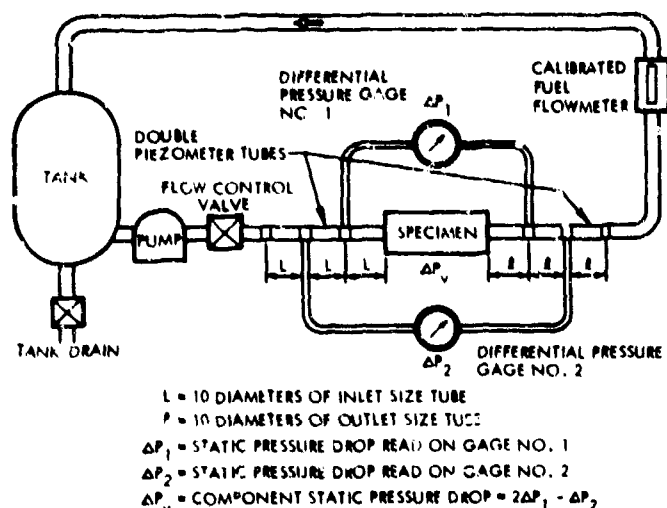 DIFFERENTIAL
PRESSURE GAGE
NO. 1
ΔP1
CALIBRATED
FUEL
FLOWMETER
DOUBLE
PIEZOMETER TUBES
TANK
FLOW CONTROL
VALVE
PUMP
SPECIMEN
L
L
L
ΔPv
ℓ
ℓ
ℓ
TANK DRAIN
ΔP2
DIFFERENTIAL PRESSURE
GAGE NO. 2
L = 10 DIAMETERS OF INLET SIZE TUBE
ℓ = 10 DIAMETERS OF OUTLET SIZE TUBE
ΔP1 = STATIC PRESSURE DROP READ ON GAGE NO. 1
ΔP2 = STATIC PRESSURE DROP READ ON GAGE NO. 2
ΔPv = COMPONENT STATIC PRESSURE DROP = 2ΔP1 - ΔP2